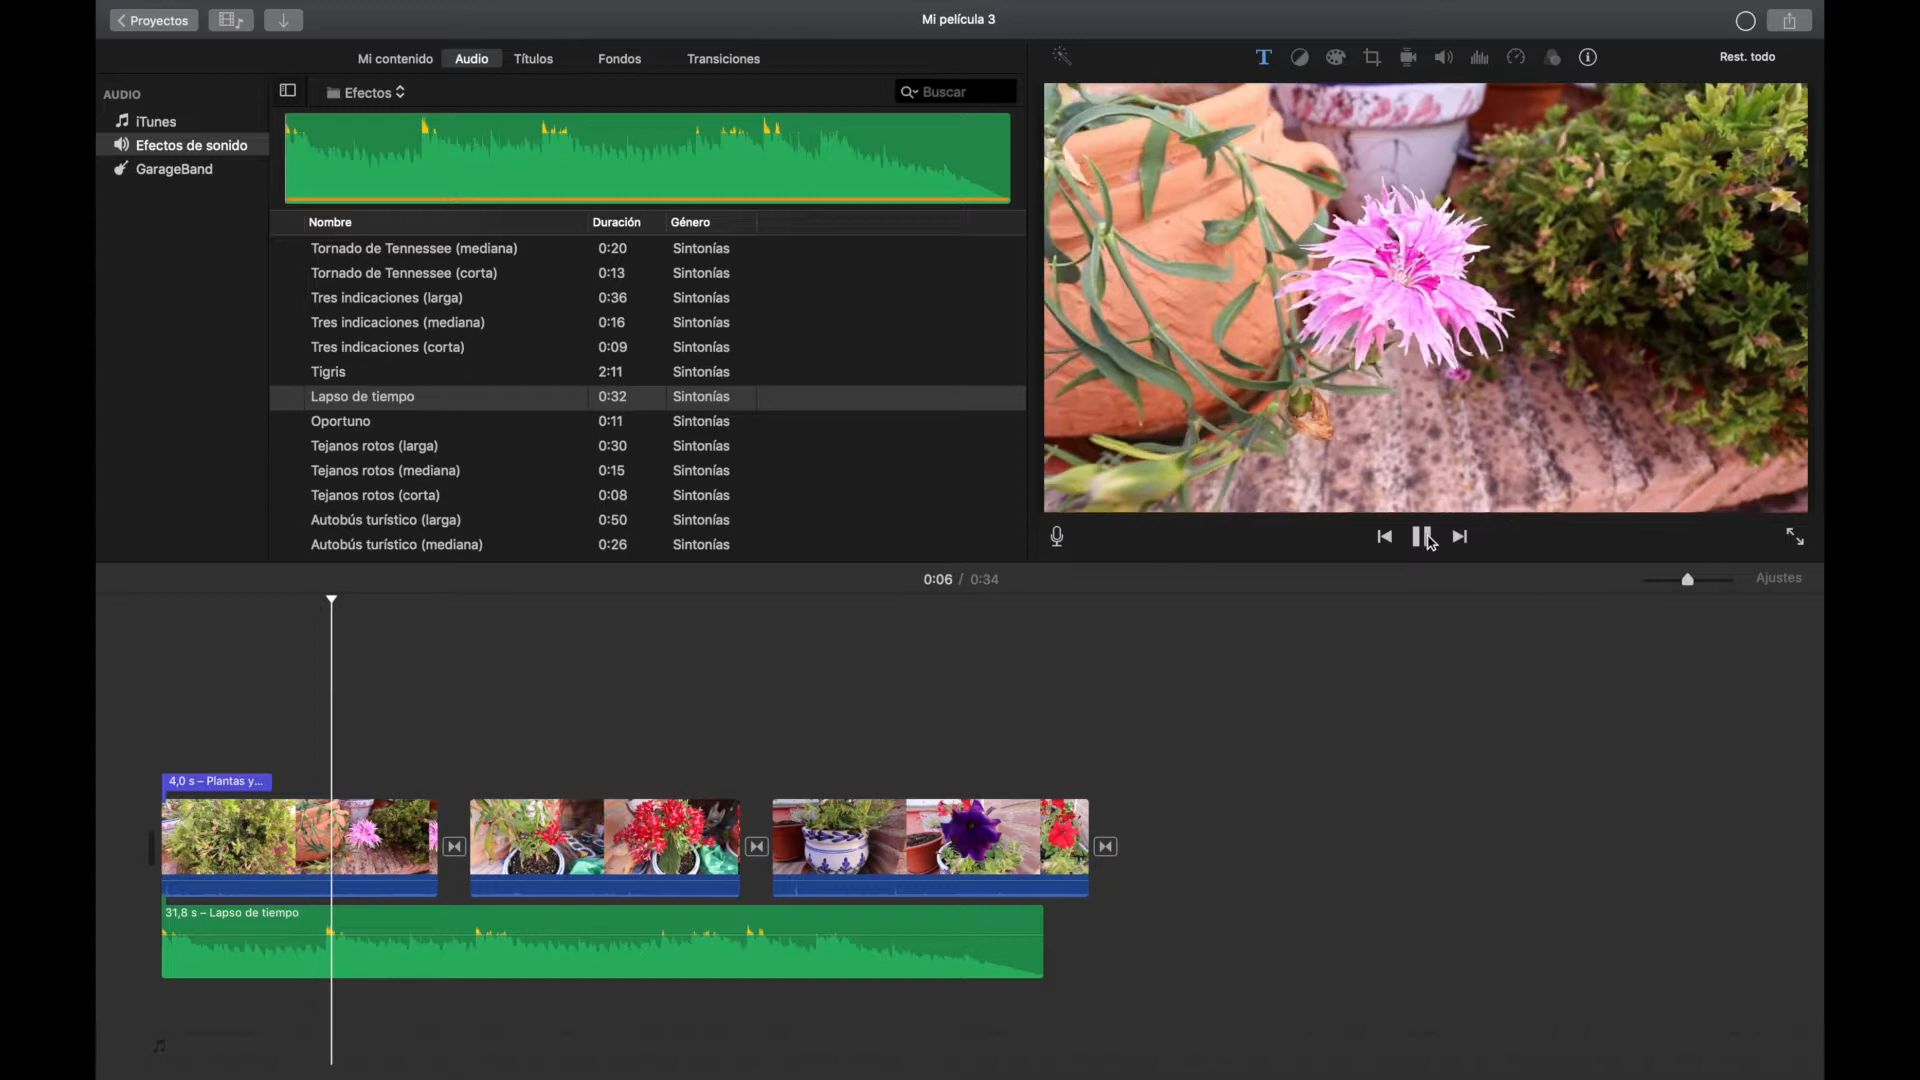 Proyectos
Mi película 3
Mi contenido Audio Títulos Fondos Transiciones
Rest. todo
AUDIO
iTunes
Efectos de sonido
GarageBand
Efectos
Buscar
Nombre Duración Género
Tornado de Tennessee (mediana) 0:20 Sintonías
Tornado de Tennessee (corta) 0:13 Sintonías
Tres indicaciones (larga) 0:36 Sintonías
Tres indicaciones (mediana) 0:16 Sintonías
Tres indicaciones (corta) 0:09 Sintonías
Tigris 2:11 Sintonías
Lapso de tiempo 0:32 Sintonías
Oportuno 0:11 Sintonías
Tejanos rotos (larga) 0:30 Sintonías
Tejanos rotos (mediana) 0:15 Sintonías
Tejanos rotos (corta) 0:08 Sintonías
Autobús turístico (larga) 0:50 Sintonías
Autobús turístico (mediana) 0:26 Sintonías
0:06 / 0:34
Ajustes
4,0 s – Plantas y...
31,8 s – Lapso de tiempo